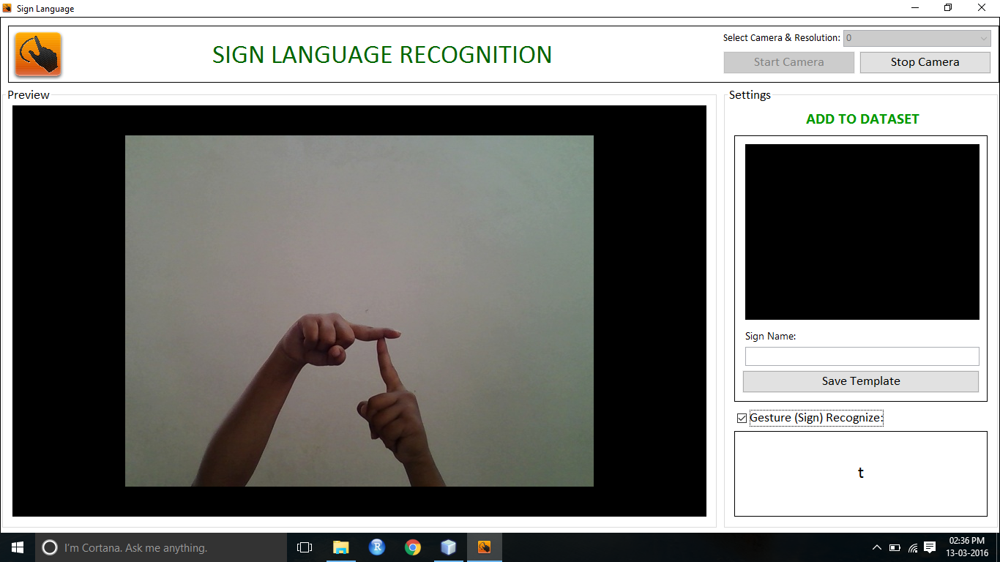 Sign Language
SIGN LANGUAGE RECOGNITION
Select Camera & Resolution: 0
Start Camera Stop Camera
Preview
Settings
ADD TO DATASET
Sign Name:
Save Template
Gesture (Sign) Recognize:
t
I'm Cortana. Ask me anything.
R
02:36 PM
13-03-2016